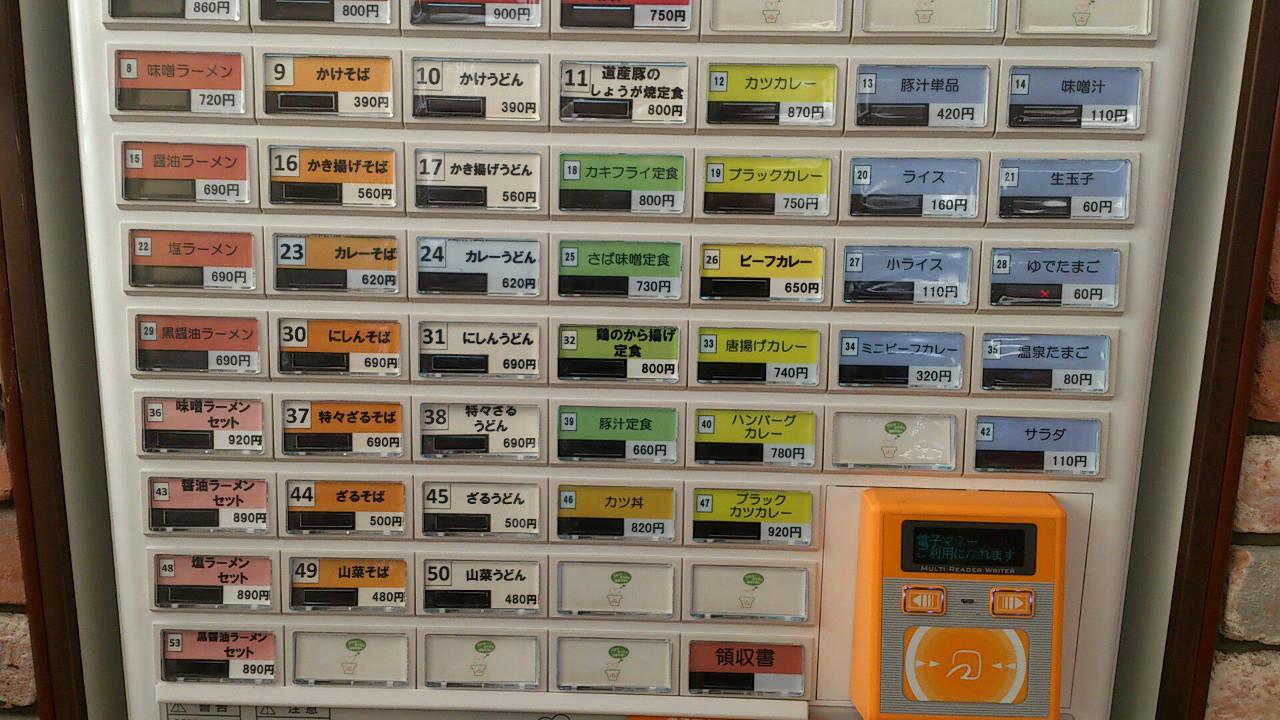 860円
800円
900円
750円
8 味噌ラーメン 720円
9 かけそば 390円
10 かけうどん 390円
11 道産豚の
しょうが焼定食 800円
12 カツカレー 870円
13 豚汁単品 420円
14 味噌汁 110円
15 醤油ラーメン 690円
16 かき揚げそば 560円
17 かき揚げうどん 560円
18 カキフライ定食 800円
19 ブラックカレー 750円
20 ライス 160円
21 生玉子 60円
22 塩ラーメン 690円
23 カレーそば 620円
24 カレーうどん 620円
25 さば味噌定食 730円
26 ビーフカレー 650円
27 小ライス 110円
28 ゆでたまご 60円
29 黒醤油ラーメン 690円
30 にしんそば 690円
31 にしんうどん 690円
32 鶏のから揚げ
定食 800円
33 唐揚げカレー 740円
34 ミニビーフカレー 320円
35 温泉たまご 80円
36 味噌ラーメン
セット 920円
37 特々ざるそば 690円
38 特々ざる
うどん 690円
39 豚汁定食 660円
40 ハンバーグ
カレー 780円
42 サラダ 110円
43 醤油ラーメン
セット 890円
44 ざるそば 500円
45 ざるうどん 500円
46 カツ丼 820円
47 ブラック
カツカレー 920円
48 塩ラーメン
セット 890円
49 山菜そば 480円
50 山菜うどん 480円
53 黒醤油ラーメン
セット 890円
領収書
電子マネー
ご利用になれます
MULTI READER WRITER
警告
注意